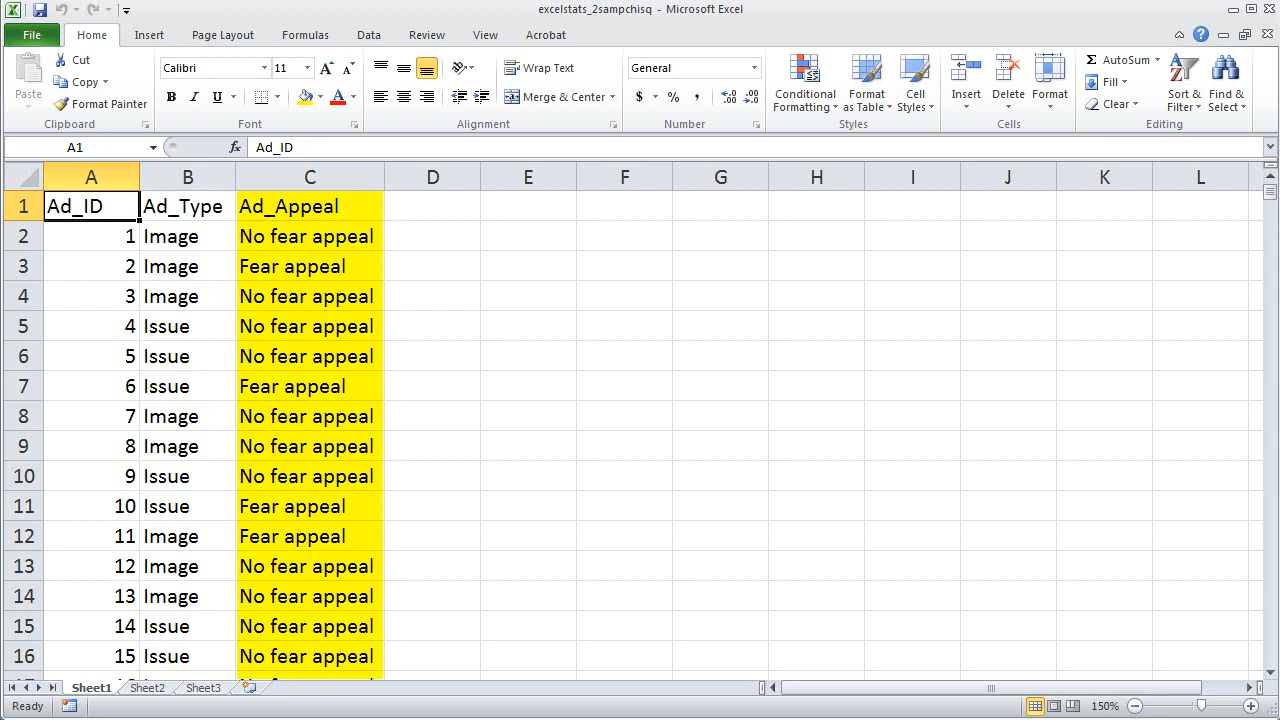 excelstats_2sampchisq - Microsoft Excel
File Home Insert Page Layout Formulas Data Review View Acrobat
Paste
Cut
Copy
Format Painter
Clipboard
Calibri 11
B I U
Font
Wrap Text
Merge & Center
Alignment
General
$ % ,
Number
Conditional Formatting
Format as Table
Cell Styles
Styles
Insert Delete Format
Cells
AutoSum
Fill
Clear
Sort & Filter
Find & Select
Editing
A1 fx Ad_ID
A B C D E F G H I J K L
1 Ad_ID Ad_Type Ad_Appeal
2 1 Image No fear appeal
3 2 Image Fear appeal
4 3 Image No fear appeal
5 4 Issue No fear appeal
6 5 Issue No fear appeal
7 6 Issue Fear appeal
8 7 Image No fear appeal
9 8 Image No fear appeal
10 9 Issue No fear appeal
11 10 Issue Fear appeal
12 11 Image Fear appeal
13 12 Image No fear appeal
14 13 Image No fear appeal
15 14 Issue No fear appeal
16 15 Issue No fear appeal
Sheet1 Sheet2 Sheet3
Ready 150%